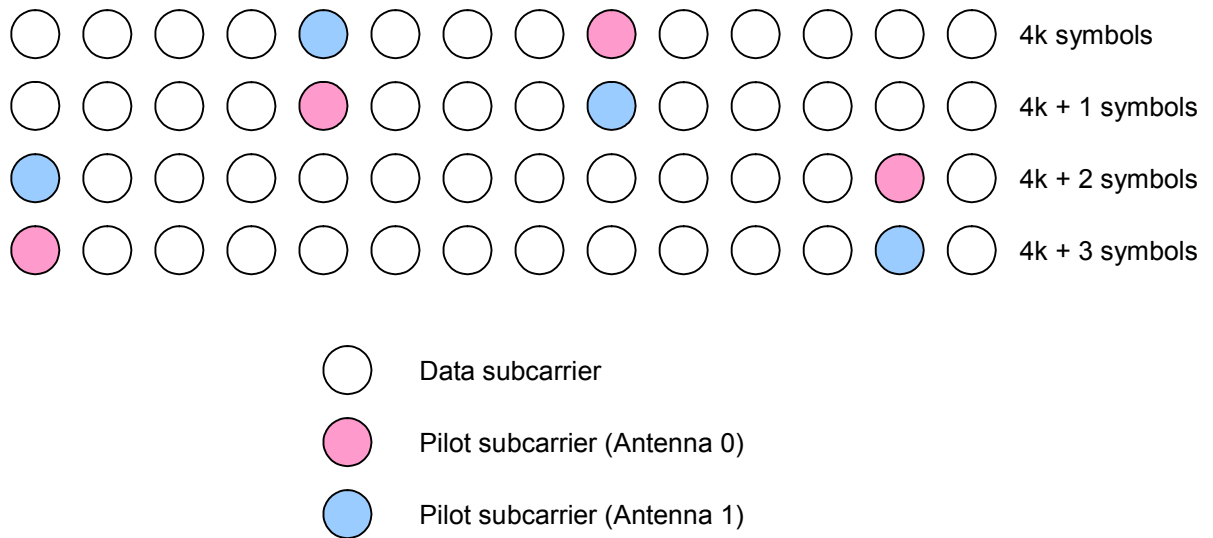 4k symbols
4k + 1 symbols
4k + 2 symbols
4k + 3 symbols
Data subcarrier
Pilot subcarrier (Antenna 0)
Pilot subcarrier (Antenna 1)